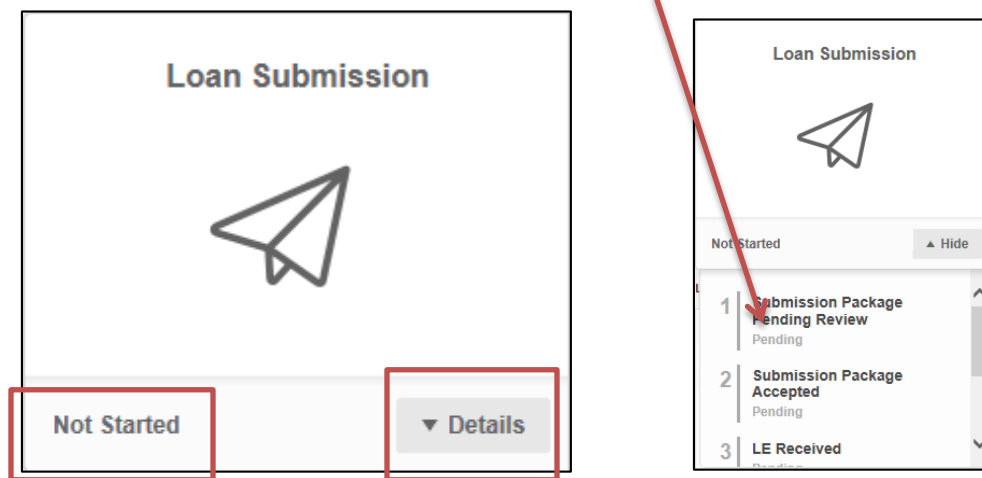 Loan Submission
Not Started
▼ Details
Loan Submission
Not Started
▲ Hide
1
Submission Package
Pending Review
Pending
2
Submission Package
Accepted
Pending
3
LE Received
Pending